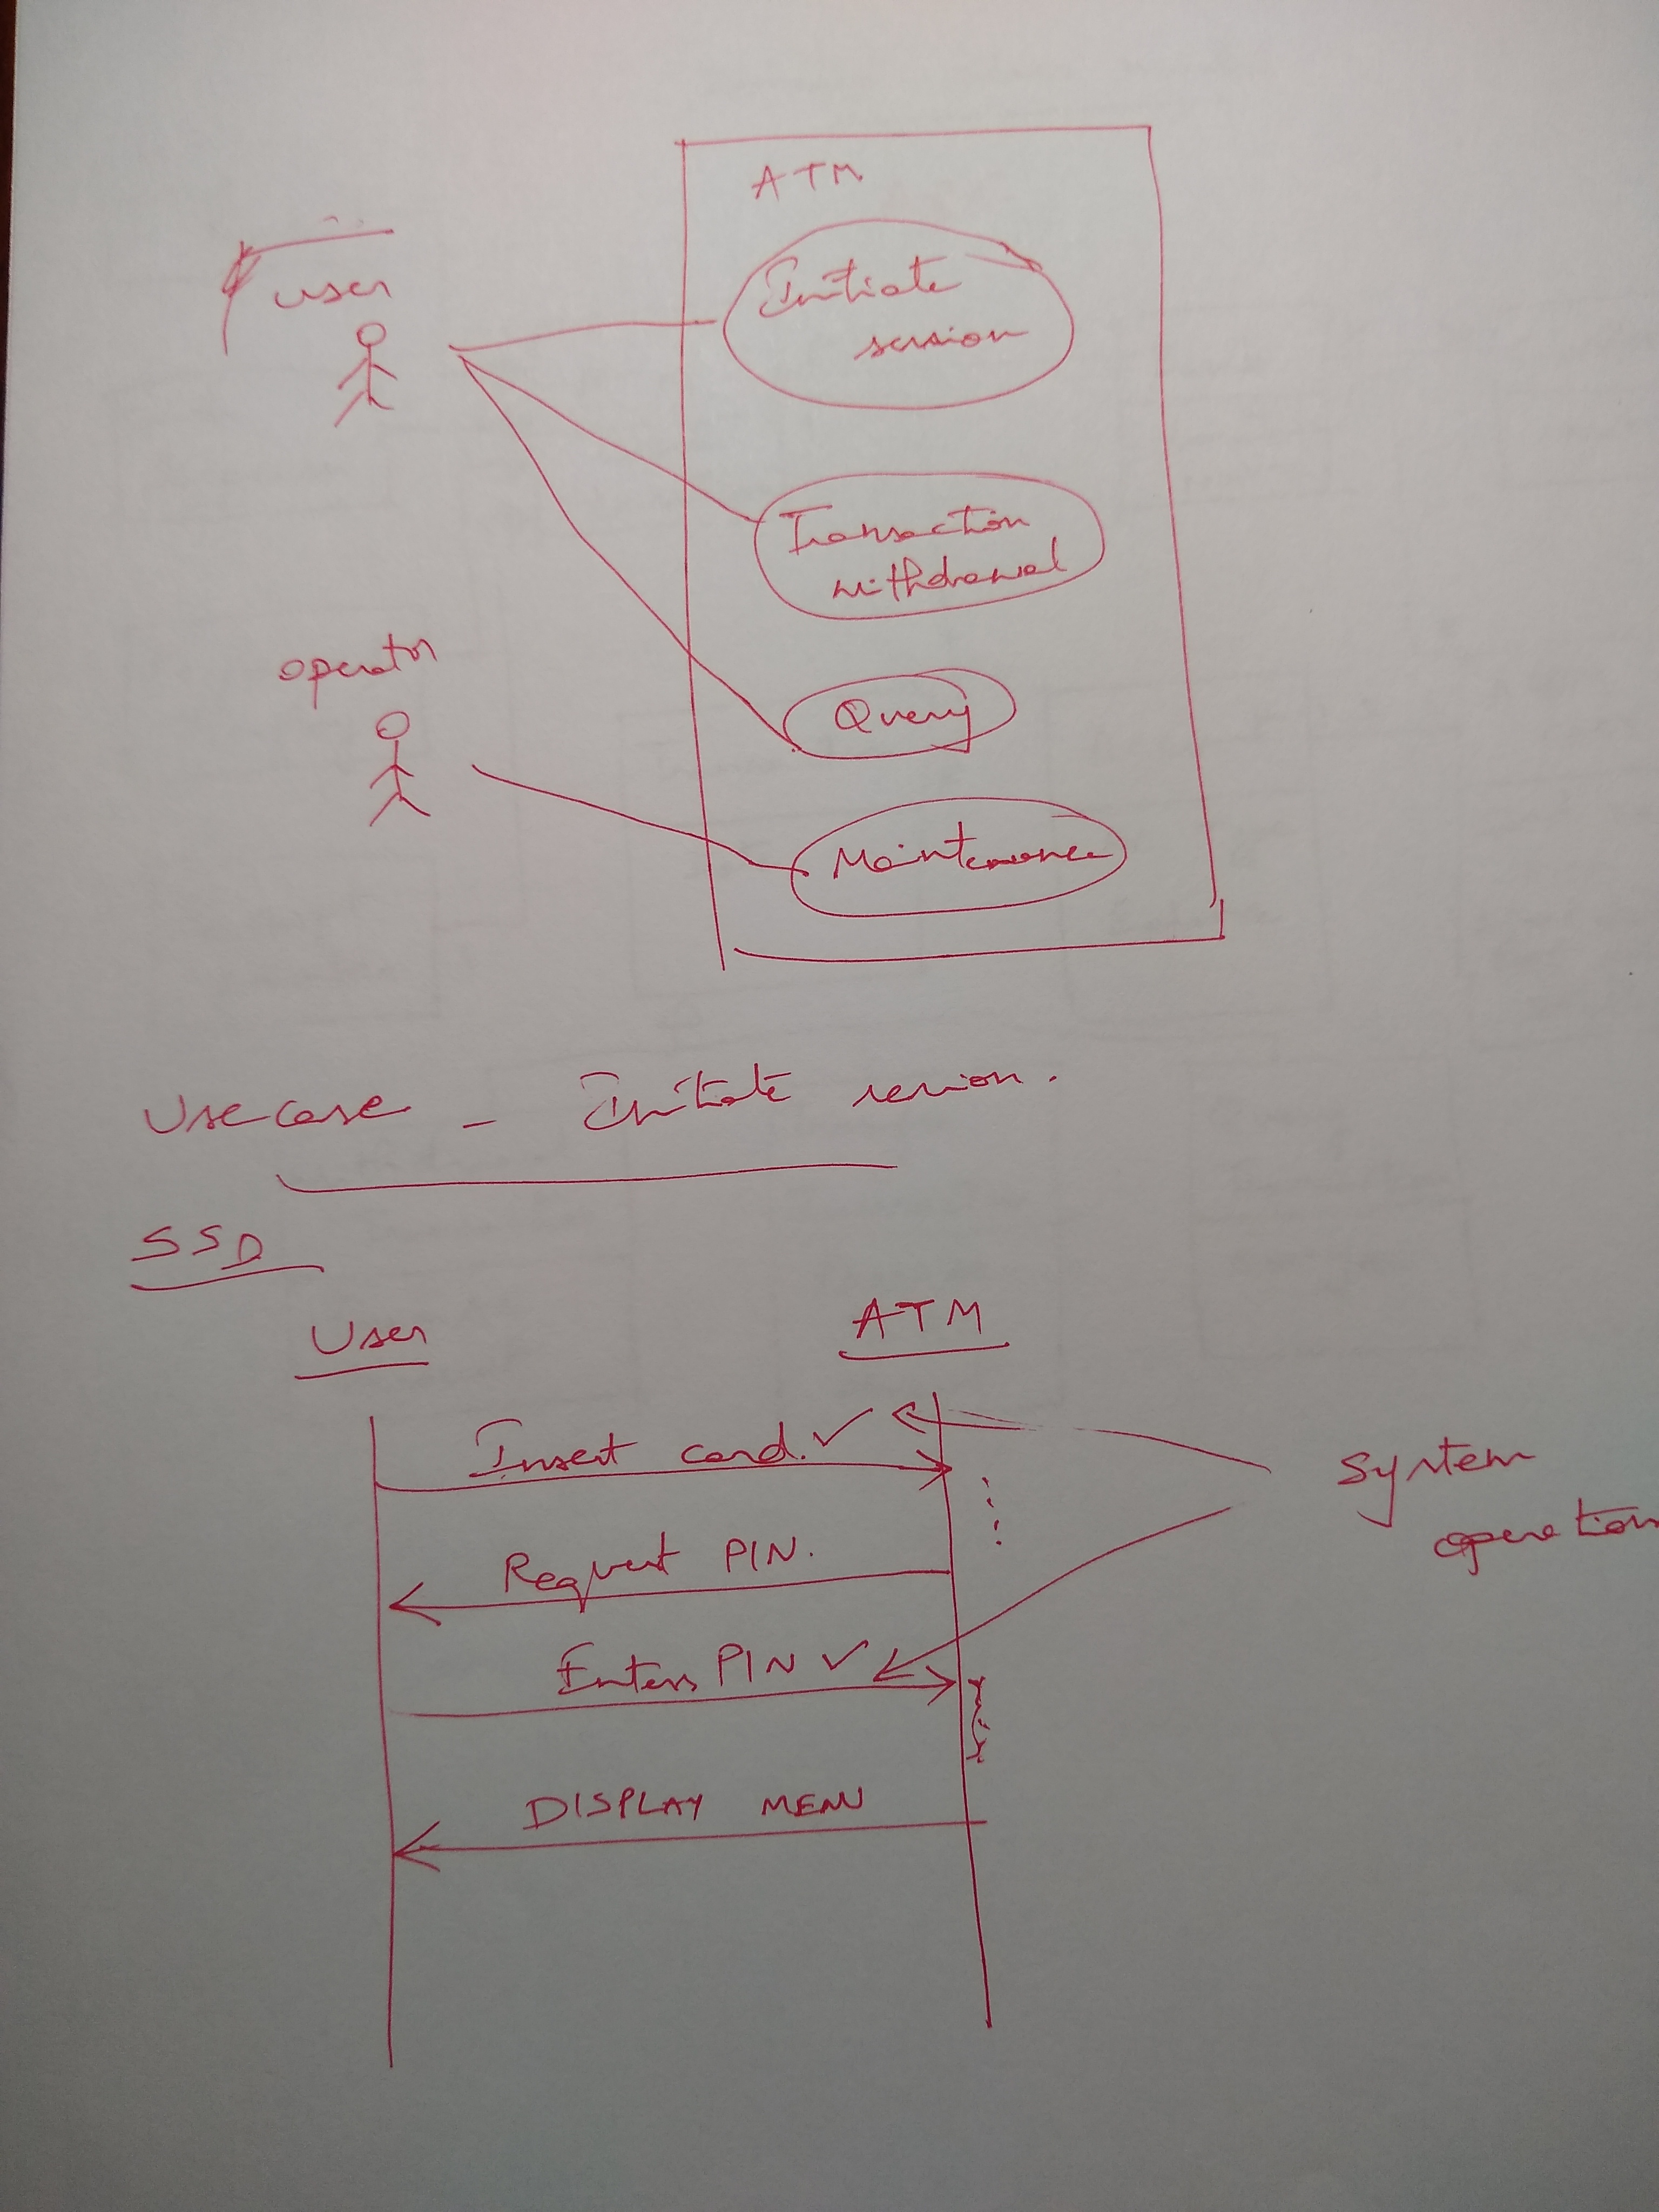 ATM
user
Initiate
session
Transaction
withdrawal
operator
Query
Maintenance
Use case - Initiate session.
SSD
User
ATM
Insert card. ✓
System
operation
Request PIN.
Enters PIN ✓
DISPLAY MENU